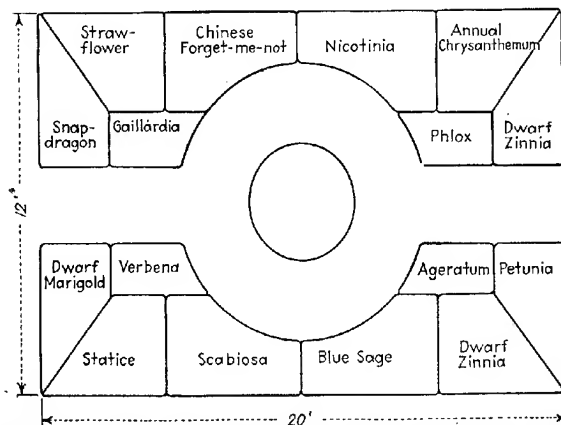 Straw-
flower
Chinese
Forget-me-not
Nicotinia
Annual
Chrysanthemum
Snap-
dragon
Gaillárdia
Phlox
Dwarf
Zinnia
12'
Dwarf
Marigold
Verbena
Ageratum
Petunia
Statice
Scabiosa
Blue Sage
Dwarf
Zinnia
20'